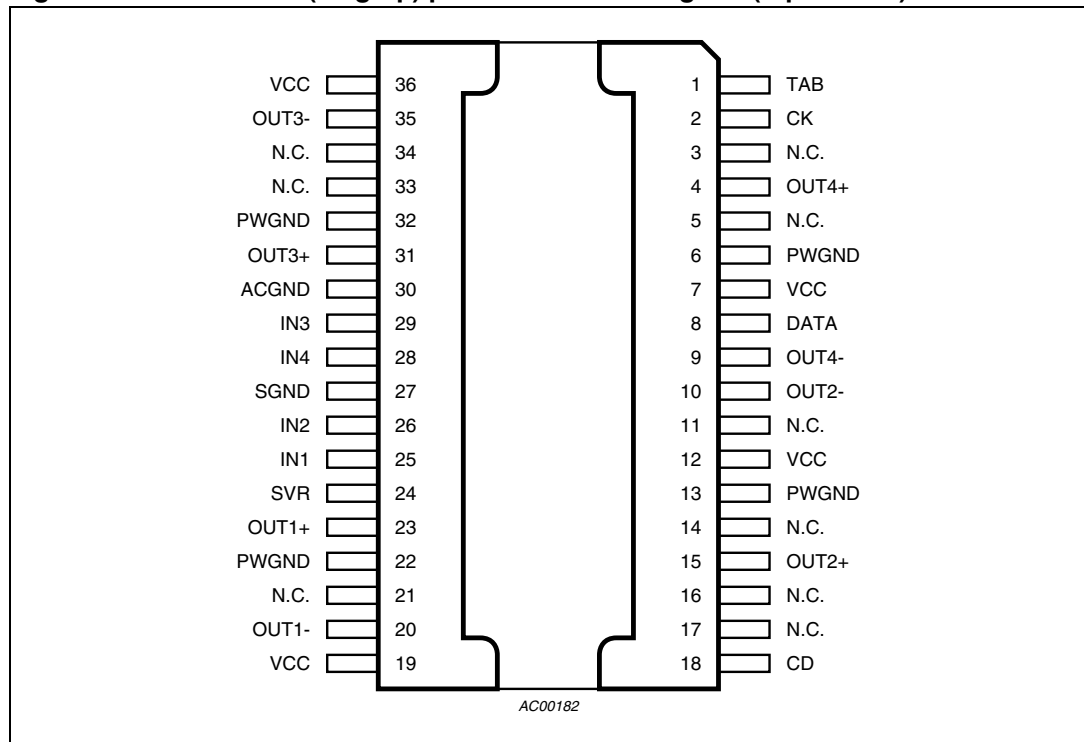 VCC 36 1 TAB
OUT3- 35 2 CK
N.C. 34 3 N.C.
N.C. 33 4 OUT4+
PWGND 32 5 N.C.
OUT3+ 31 6 PWGND
ACGND 30 7 VCC
IN3 29 8 DATA
IN4 28 9 OUT4-
SGND 27 10 OUT2-
IN2 26 11 N.C.
IN1 25 12 VCC
SVR 24 13 PWGND
OUT1+ 23 14 N.C.
PWGND 22 15 OUT2+
N.C. 21 16 N.C.
OUT1- 20 17 N.C.
VCC 19 18 CD
AC00182